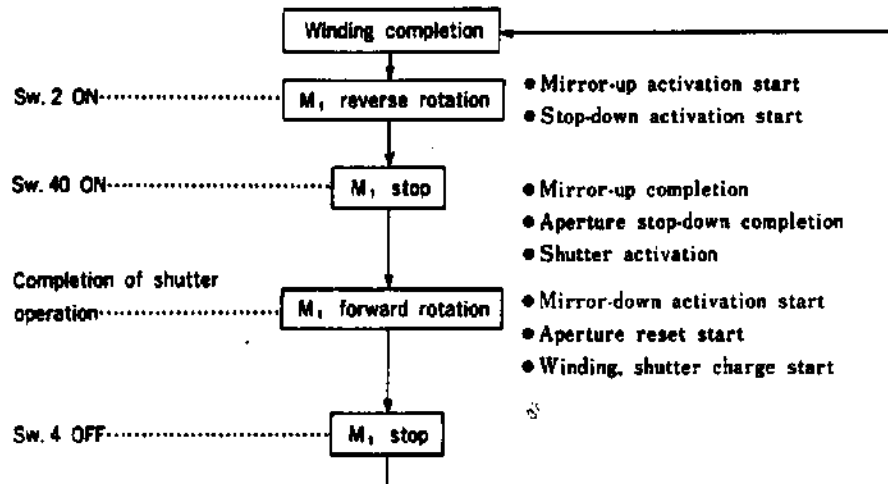 Winding completion
Sw. 2 ON
M₁ reverse rotation
● Mirror-up activation start
● Stop-down activation start
Sw. 40 ON
M₁ stop
● Mirror-up completion
● Aperture stop-down completion
● Shutter activation
Completion of shutter
operation
M₁ forward rotation
● Mirror-down activation start
● Aperture reset start
● Winding, shutter charge start
Sw. 4 OFF
M₁ stop